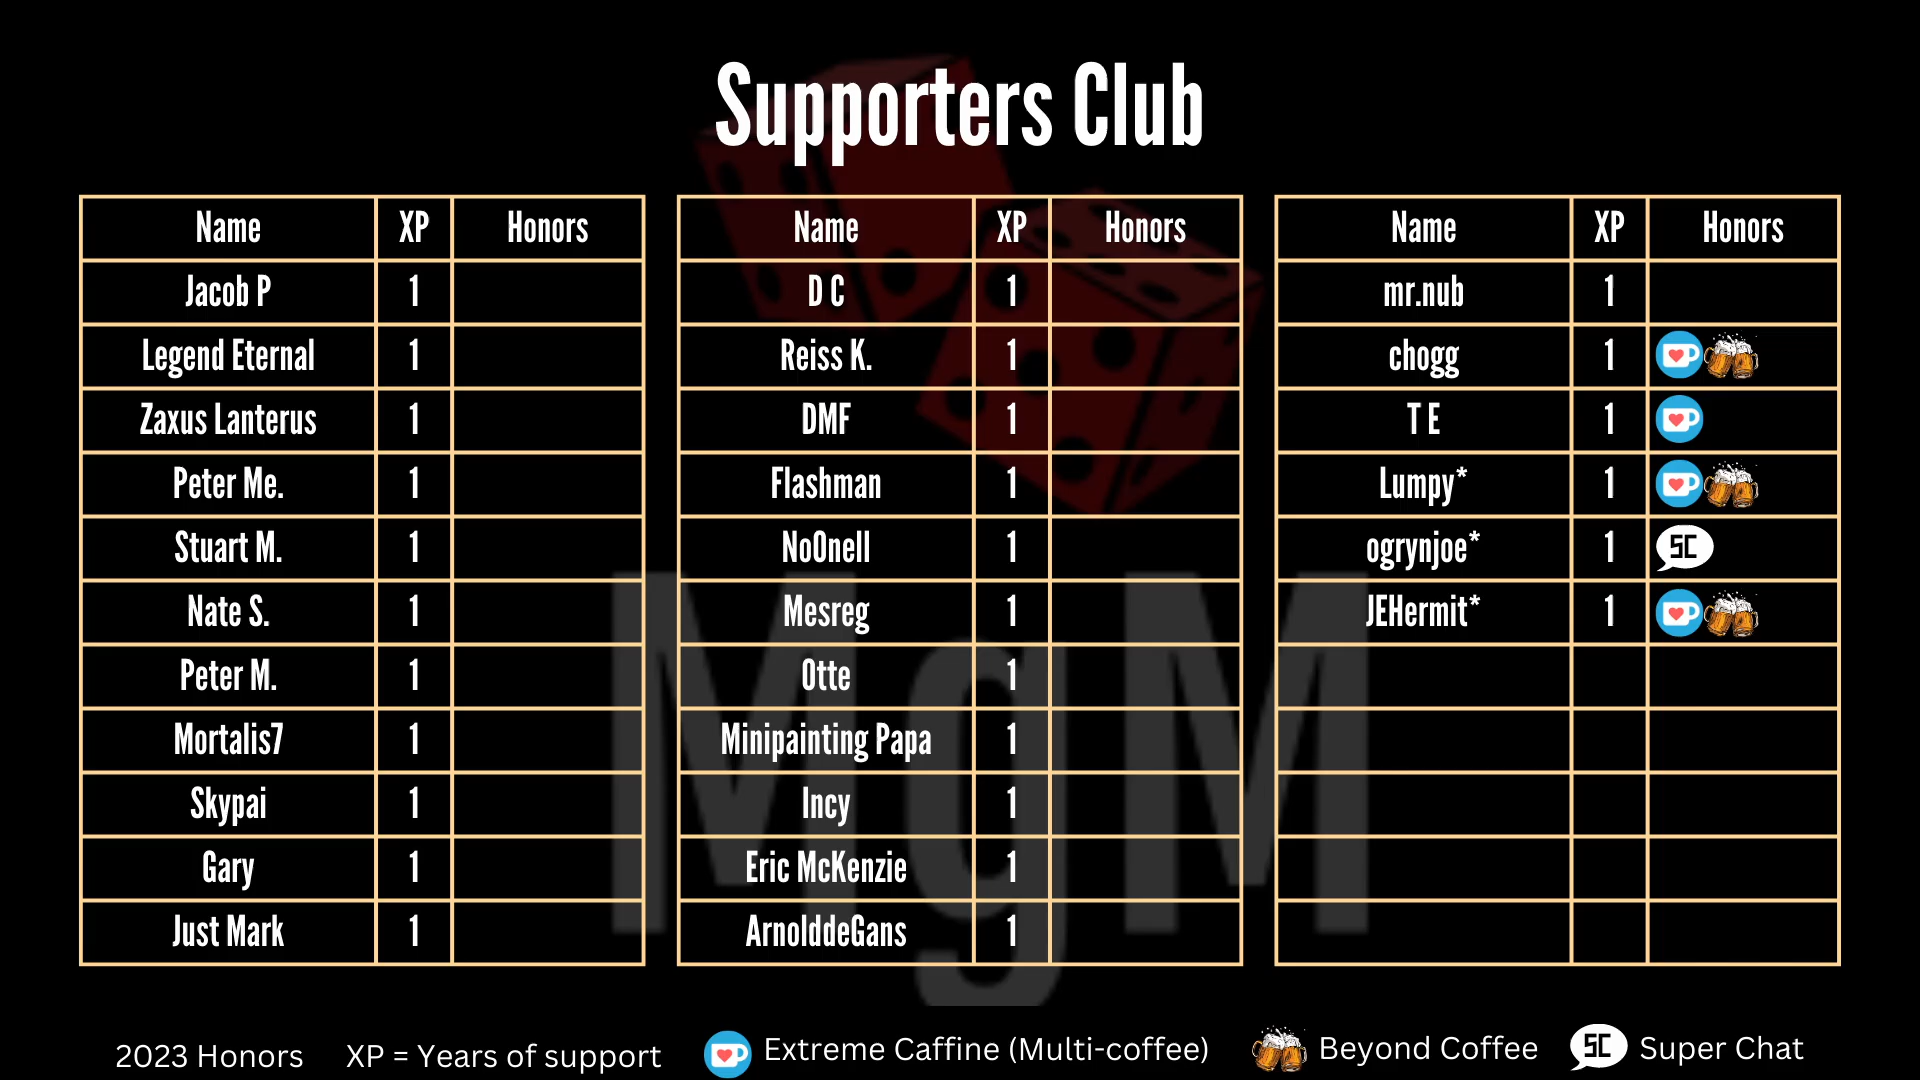 Supporters Club
Name XP Honors
Jacob P 1
Legend Eternal 1
Zaxus Lanterus 1
Peter Me. 1
Stuart M. 1
Nate S. 1
Peter M. 1
Mortalis7 1
Skypai 1
Gary 1
Just Mark 1
Name XP Honors
D C 1
Reiss K. 1
DMF 1
Flashman 1
NoOnell 1
Mesreg 1
Otte 1
Minipainting Papa 1
Incy 1
Eric McKenzie 1
ArnolddeGans 1
Name XP Honors
mr.nub 1
chogg 1
T E 1
Lumpy* 1
ogrynjoe* 1 SC
JEHermit* 1
MgM
2023 Honors XP = Years of support Extreme Caffine (Multi-coffee) Beyond Coffee SC Super Chat